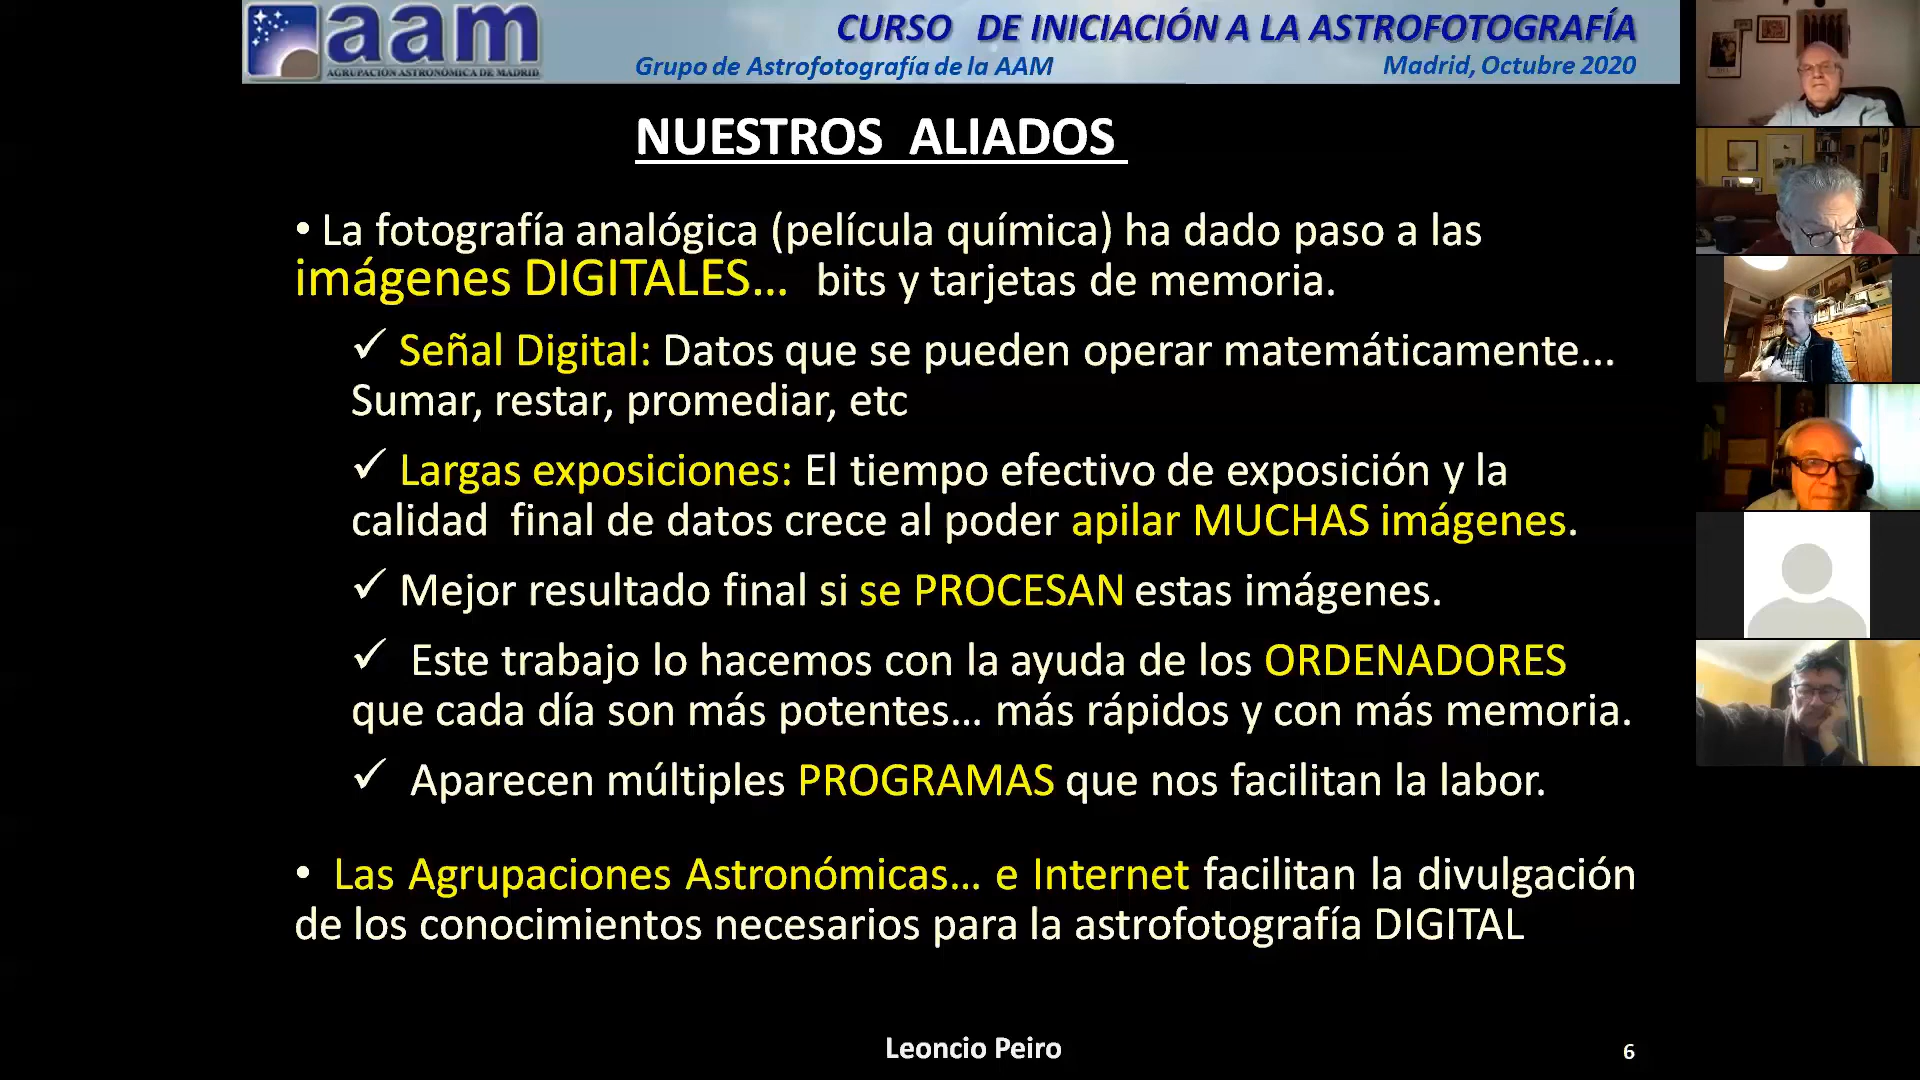 aam
AGRUPACIÓN ASTRONÓMICA DE MADRID
CURSO DE INICIACIÓN A LA ASTROFOTOGRAFÍA
Grupo de Astrofotografía de la AAM
Madrid, Octubre 2020
NUESTROS ALIADOS
• La fotografía analógica (película química) ha dado paso a las
imágenes DIGITALES... bits y tarjetas de memoria.
✓ Señal Digital: Datos que se pueden operar matemáticamente...
Sumar, restar, promediar, etc
✓ Largas exposiciones: El tiempo efectivo de exposición y la
calidad final de datos crece al poder apilar MUCHAS imágenes.
✓ Mejor resultado final si se PROCESAN estas imágenes.
✓ Este trabajo lo hacemos con la ayuda de los ORDENADORES
que cada día son más potentes... más rápidos y con más memoria.
✓ Aparecen múltiples PROGRAMAS que nos facilitan la labor.
• Las Agrupaciones Astronómicas... e Internet facilitan la divulgación
de los conocimientos necesarios para la astrofotografía DIGITAL
Leoncio Peiro
6